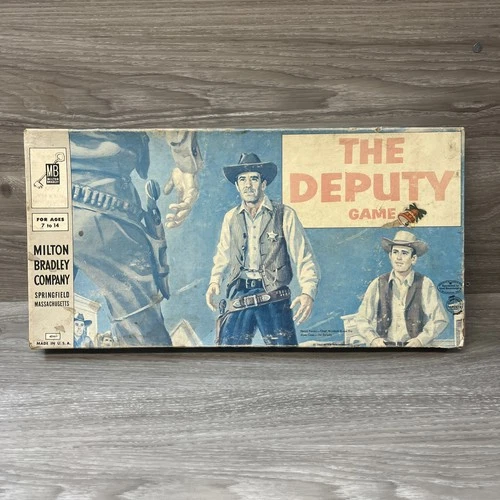 MB
FOR AGES
7 to 14
MILTON
BRADLEY
COMPANY
SPRINGFIELD
MASSACHUSETTS
MADE IN U.S.A.
THE
DEPUTY
GAME